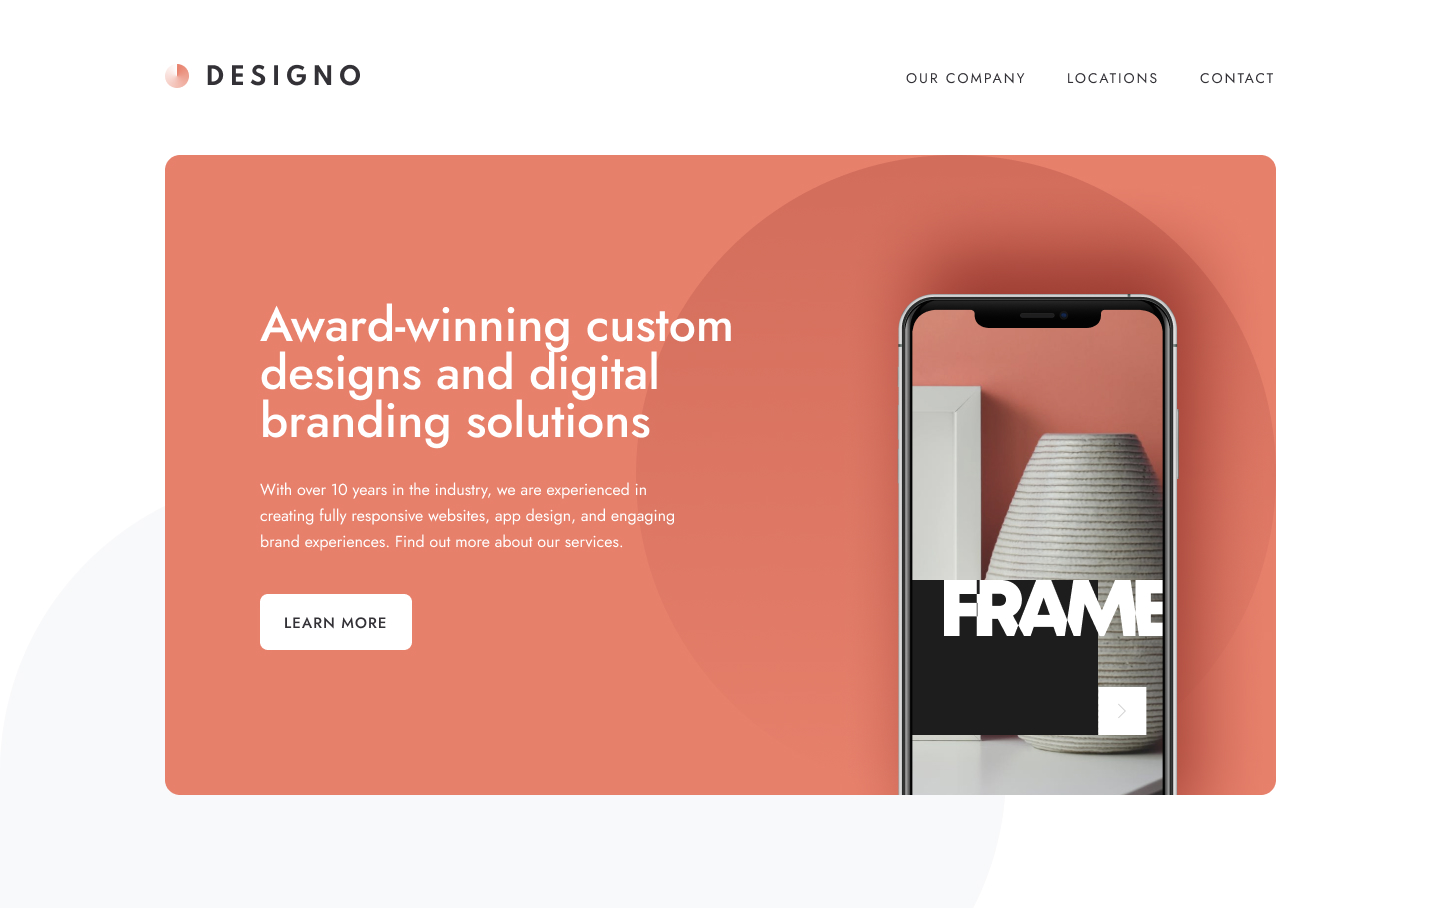 DESIGNO
OUR COMPANY
LOCATIONS
CONTACT
Award-winning custom
designs and digital
branding solutions
With over 10 years in the industry, we are experienced in
creating fully responsive websites, app design, and engaging
brand experiences. Find out more about our services.
LEARN MORE
FRAME